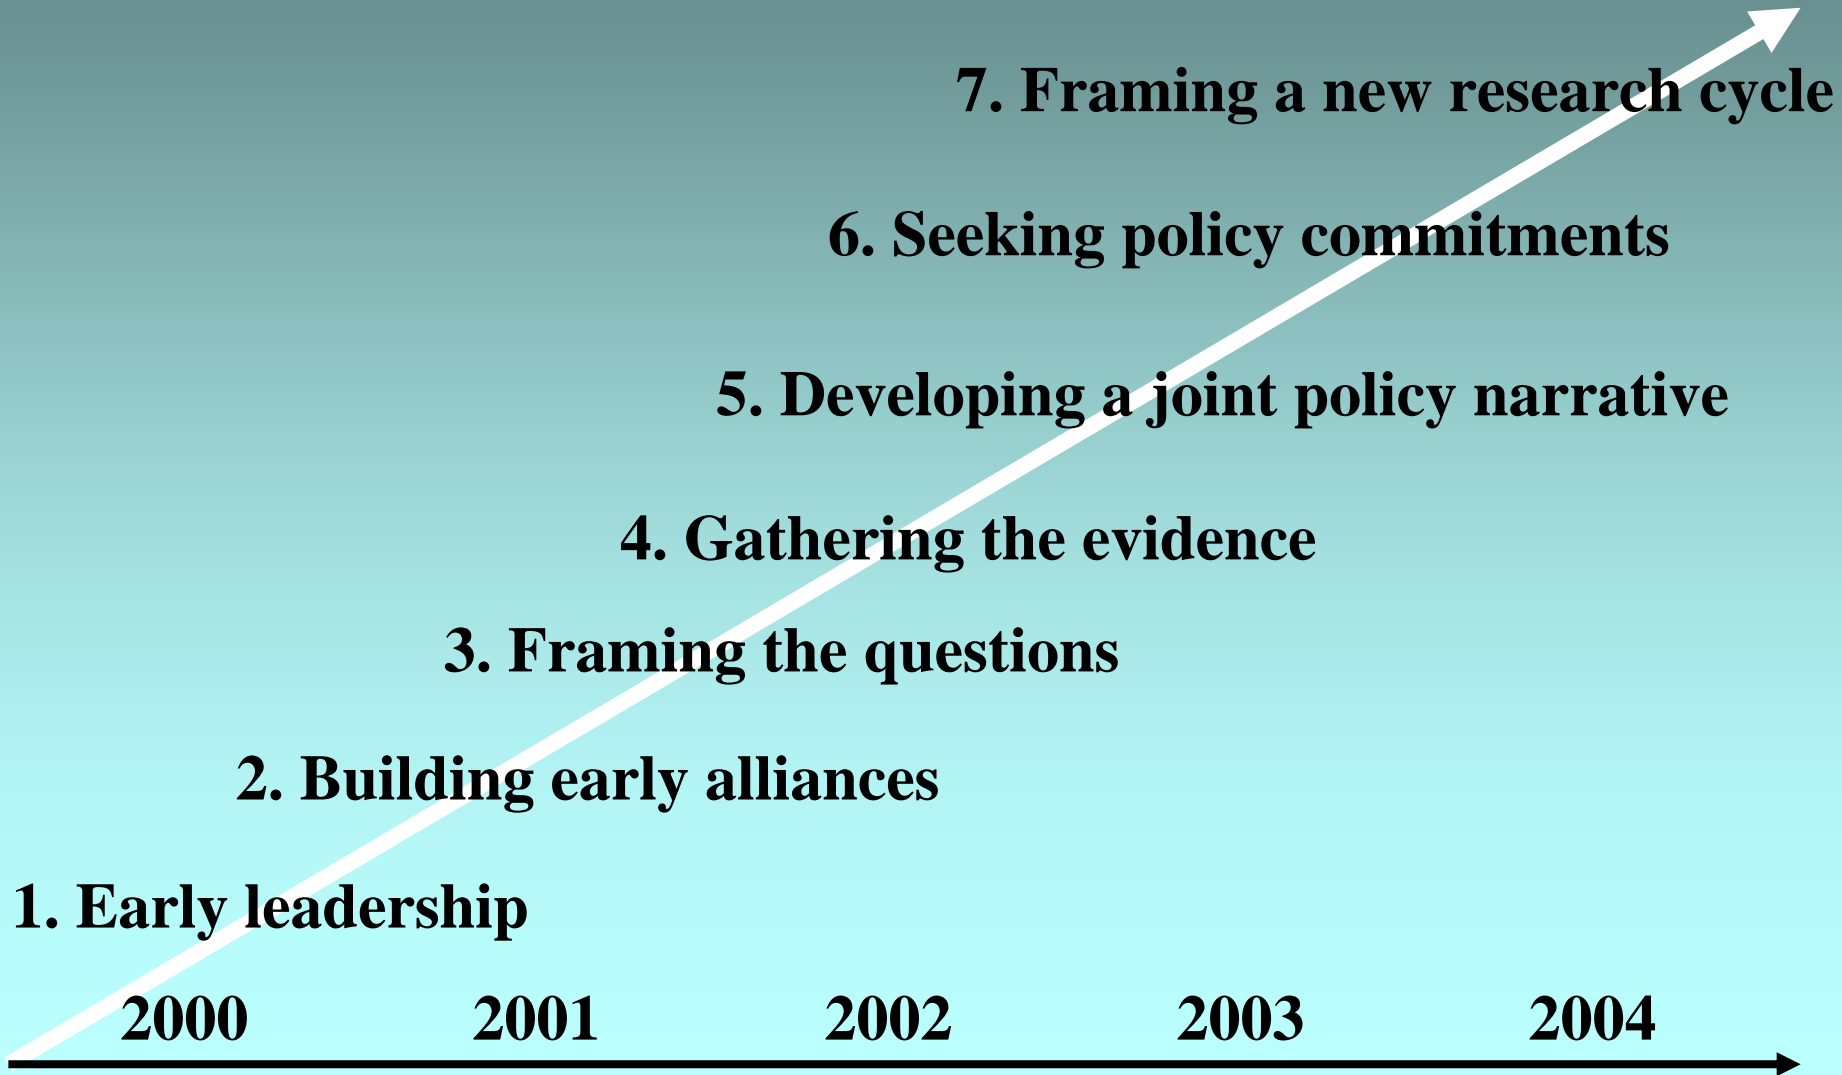 7. Framing a new research cycle
6. Seeking policy commitments
5. Developing a joint policy narrative
4. Gathering the evidence
3. Framing the questions
2. Building early alliances
1. Early leadership
2000 2001 2002 2003 2004